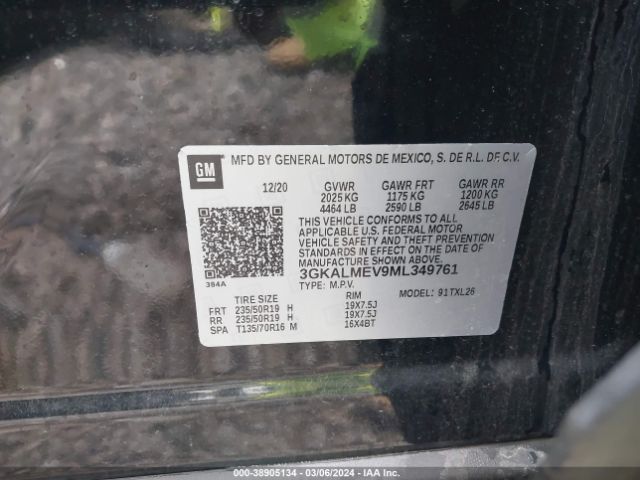 GM
MFD BY GENERAL MOTORS DE MEXICO, S. DE R.L. DE C.V.
12/20 GVWR GAWR FRT GAWR RR
2025 KG 1175 KG 1200 KG
4464 LB 2590 LB 2645 LB
THIS VEHICLE CONFORMS TO ALL
APPLICABLE U.S. FEDERAL MOTOR
VEHICLE SAFETY AND BUMPER
STANDARDS IN EFFECT ON THE DATE
OF MANUFACTURE SHOWN ABOVE.
3GKALMEV9ML349761
384A TYPE: M.P.V. MODEL: 91TXL26
TIRE SIZE RIM
FRT 235/50R19 H 19X7.5J
RR 235/50R19 H 19X7.5J
SPA T135/70R16 M 16X4BT
000-38905134 - 03/06/2024 - IAA Inc.